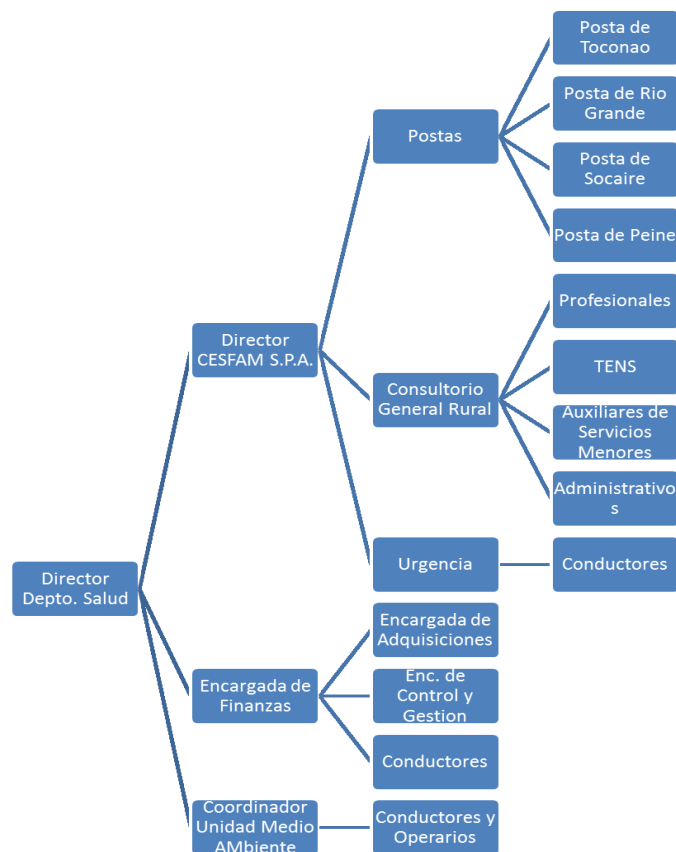 Posta de
Toconao
Posta de Rio
Grande
Postas
Posta de
Socaire
Posta de Peine
Profesionales
Director
CESFAM S.P.A.
TENS
Consultorio
General Rural
Auxiliares de
Servicios
Menores
Administrativo
s
Urgencia
Conductores
Director
Depto. Salud
Encargada de
Adquisiciones
Encargada de
Finanzas
Enc. de
Control y
Gestion
Conductores
Coordinador
Unidad Medio
AMbiente
Conductores y
Operarios